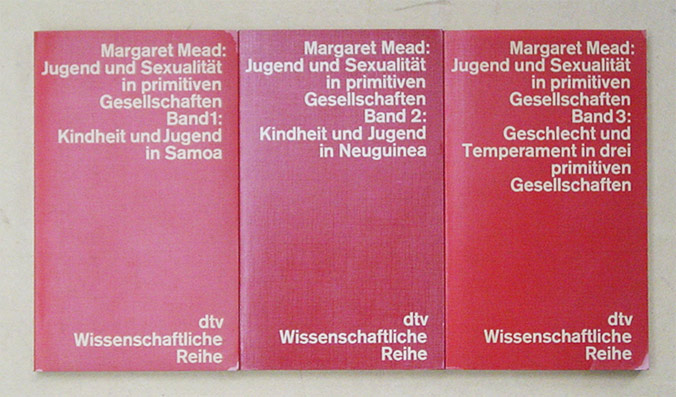 Margaret Mead:
Jugend und Sexualität
in primitiven
Gesellschaften
Band 1:
Kindheit und Jugend
in Samoa
dtv
Wissenschaftliche
Reihe
Margaret Mead:
Jugend und Sexualität
in primitiven
Gesellschaften
Band 2:
Kindheit und Jugend
in Neuguinea
dtv
Wissenschaftliche
Reihe
Margaret Mead:
Jugend und Sexualität
in primitiven
Gesellschaften
Band 3:
Geschlecht und
Temperament in drei
primitiven
Gesellschaften
dtv
Wissenschaftliche
Reihe